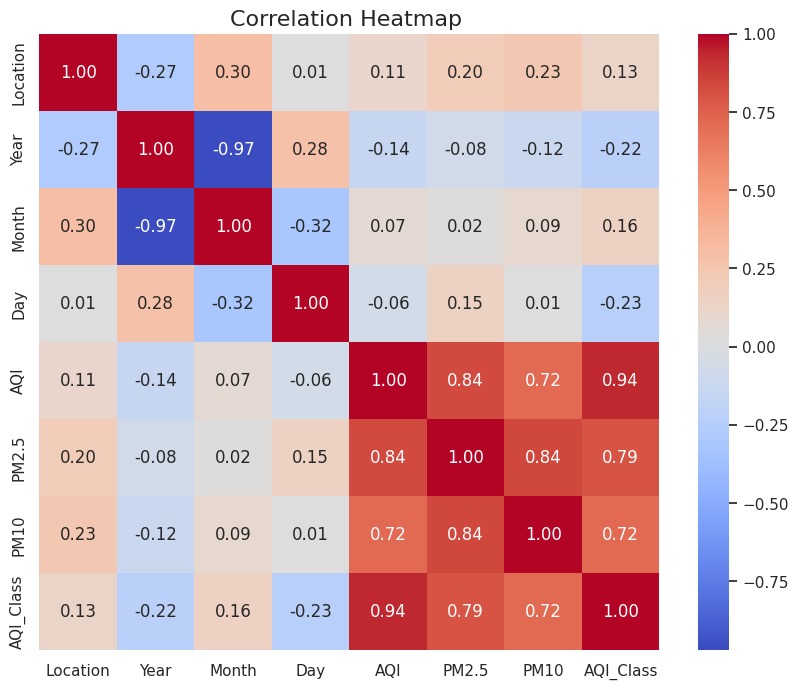 Correlation Heatmap
Location 1.00 -0.27 0.30 0.01 0.11 0.20 0.23 0.13
Year -0.27 1.00 -0.97 0.28 -0.14 -0.08 -0.12 -0.22
Month 0.30 -0.97 1.00 -0.32 0.07 0.02 0.09 0.16
Day 0.01 0.28 -0.32 1.00 -0.06 0.15 0.01 -0.23
AQI 0.11 -0.14 0.07 -0.06 1.00 0.84 0.72 0.94
PM2.5 0.20 -0.08 0.02 0.15 0.84 1.00 0.84 0.79
PM10 0.23 -0.12 0.09 0.01 0.72 0.84 1.00 0.72
AQI_Class 0.13 -0.22 0.16 -0.23 0.94 0.79 0.72 1.00
Location Year Month Day AQI PM2.5 PM10 AQI_Class
1.00
0.75
0.50
0.25
0.00
−0.25
−0.50
−0.75